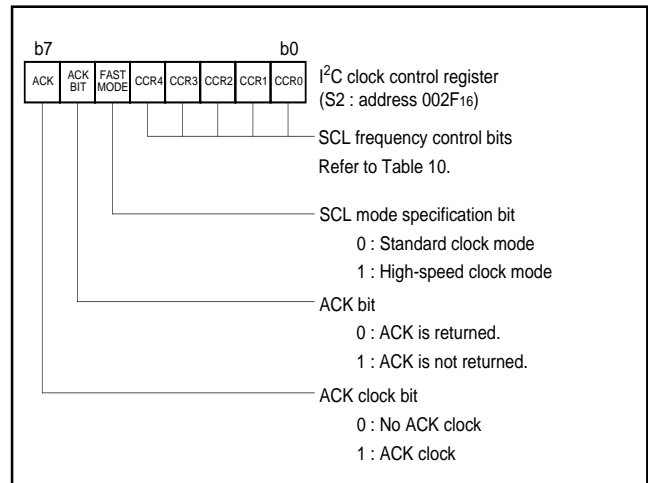 b7 b0
ACK ACK BIT FAST MODE CCR4 CCR3 CCR2 CCR1 CCR0
I²C clock control register
(S2 : address 002F₁₆)
SCL frequency control bits
Refer to Table 10.
SCL mode specification bit
0 : Standard clock mode
1 : High-speed clock mode
ACK bit
0 : ACK is returned.
1 : ACK is not returned.
ACK clock bit
0 : No ACK clock
1 : ACK clock